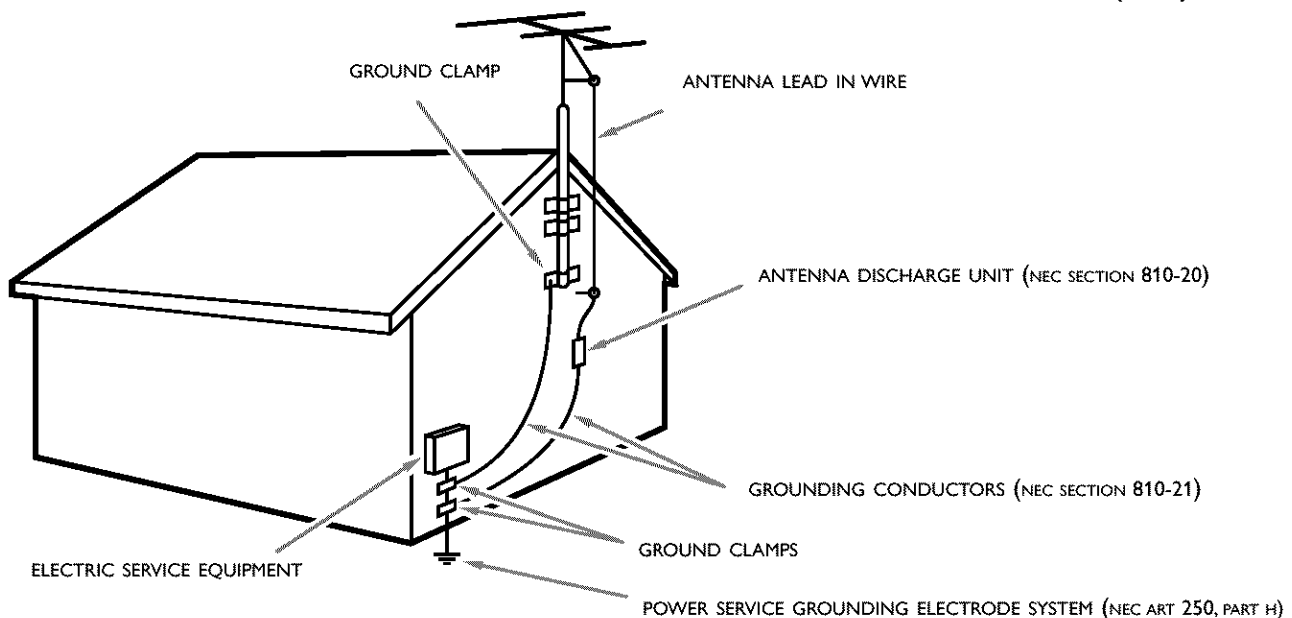 GROUND CLAMP
ANTENNA LEAD IN WIRE
ANTENNA DISCHARGE UNIT (NEC SECTION 810-20)
GROUNDING CONDUCTORS (NEC SECTION 810-21)
GROUND CLAMPS
ELECTRIC SERVICE EQUIPMENT
POWER SERVICE GROUNDING ELECTRODE SYSTEM (NEC ART 250, PART H)